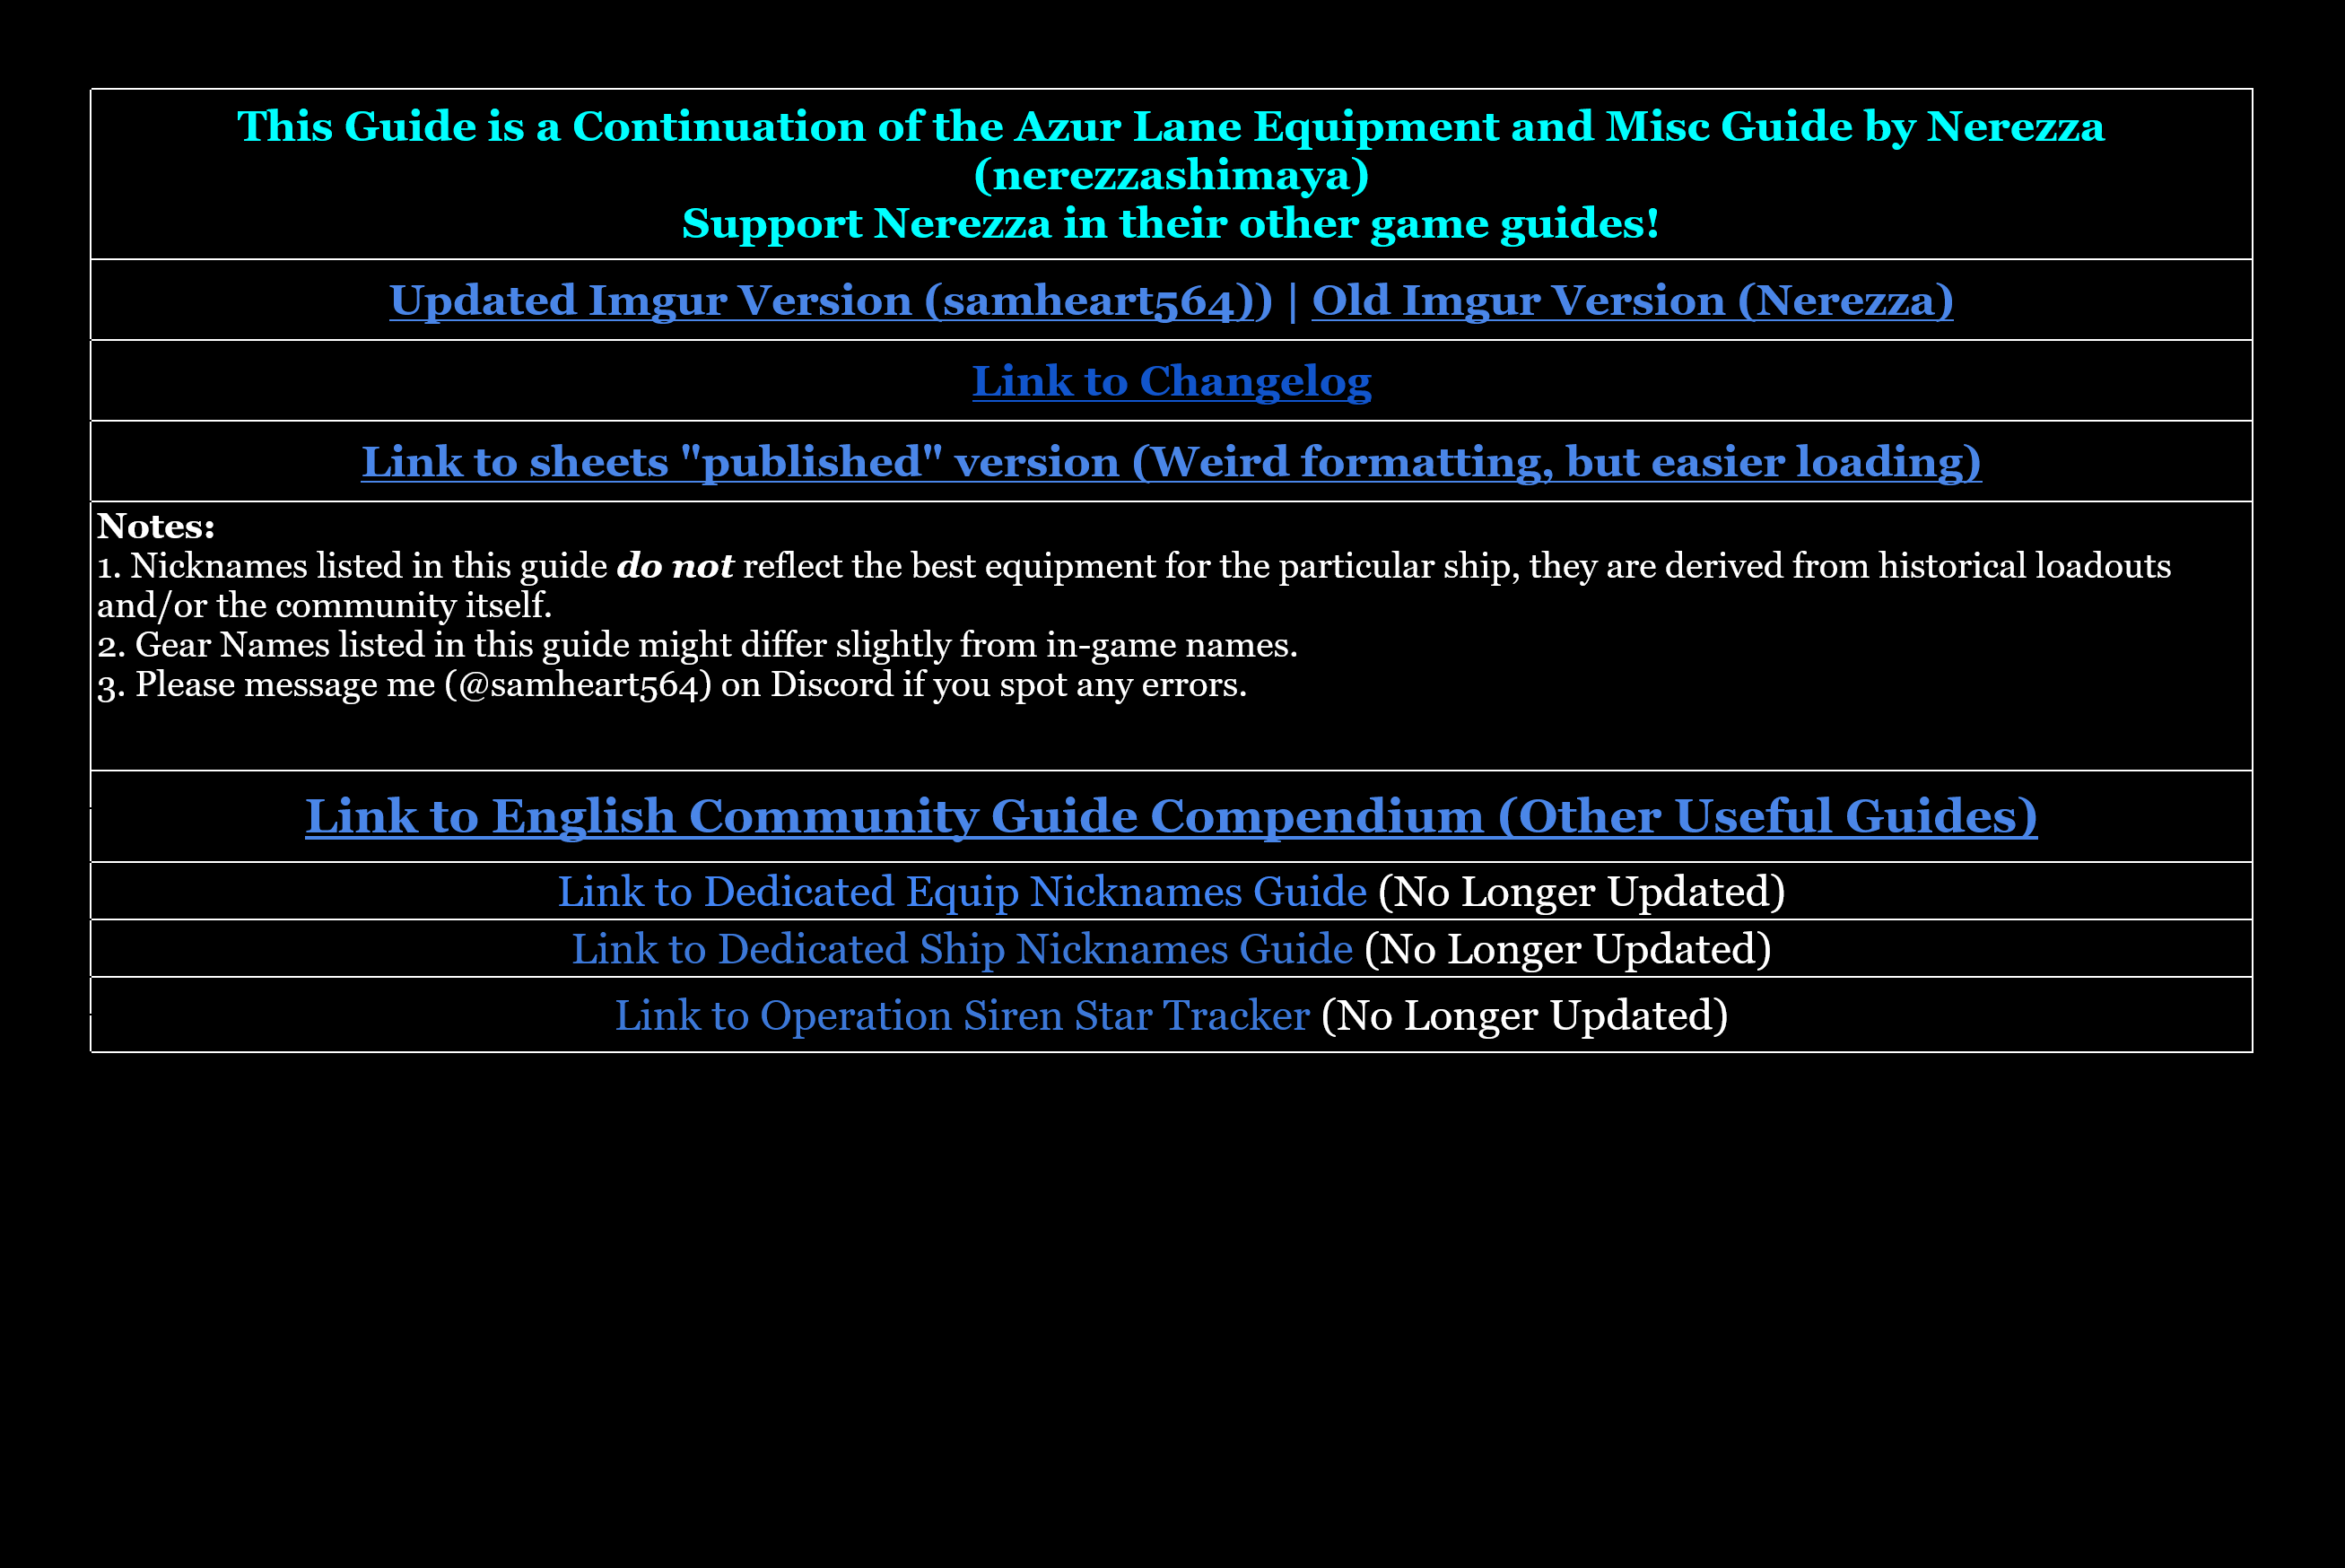 This Guide is a Continuation of the Azur Lane Equipment and Misc Guide by Nerezza
(nerezzashimaya)
Support Nerezza in their other game guides!
Updated Imgur Version (samheart564)) | Old Imgur Version (Nerezza)
Link to Changelog
Link to sheets "published" version (Weird formatting, but easier loading)
Notes:
1. Nicknames listed in this guide do not reflect the best equipment for the particular ship, they are derived from historical loadouts
and/or the community itself.
2. Gear Names listed in this guide might differ slightly from in-game names.
3. Please message me (@samheart564) on Discord if you spot any errors.
Link to English Community Guide Compendium (Other Useful Guides)
Link to Dedicated Equip Nicknames Guide (No Longer Updated)
Link to Dedicated Ship Nicknames Guide (No Longer Updated)
Link to Operation Siren Star Tracker (No Longer Updated)